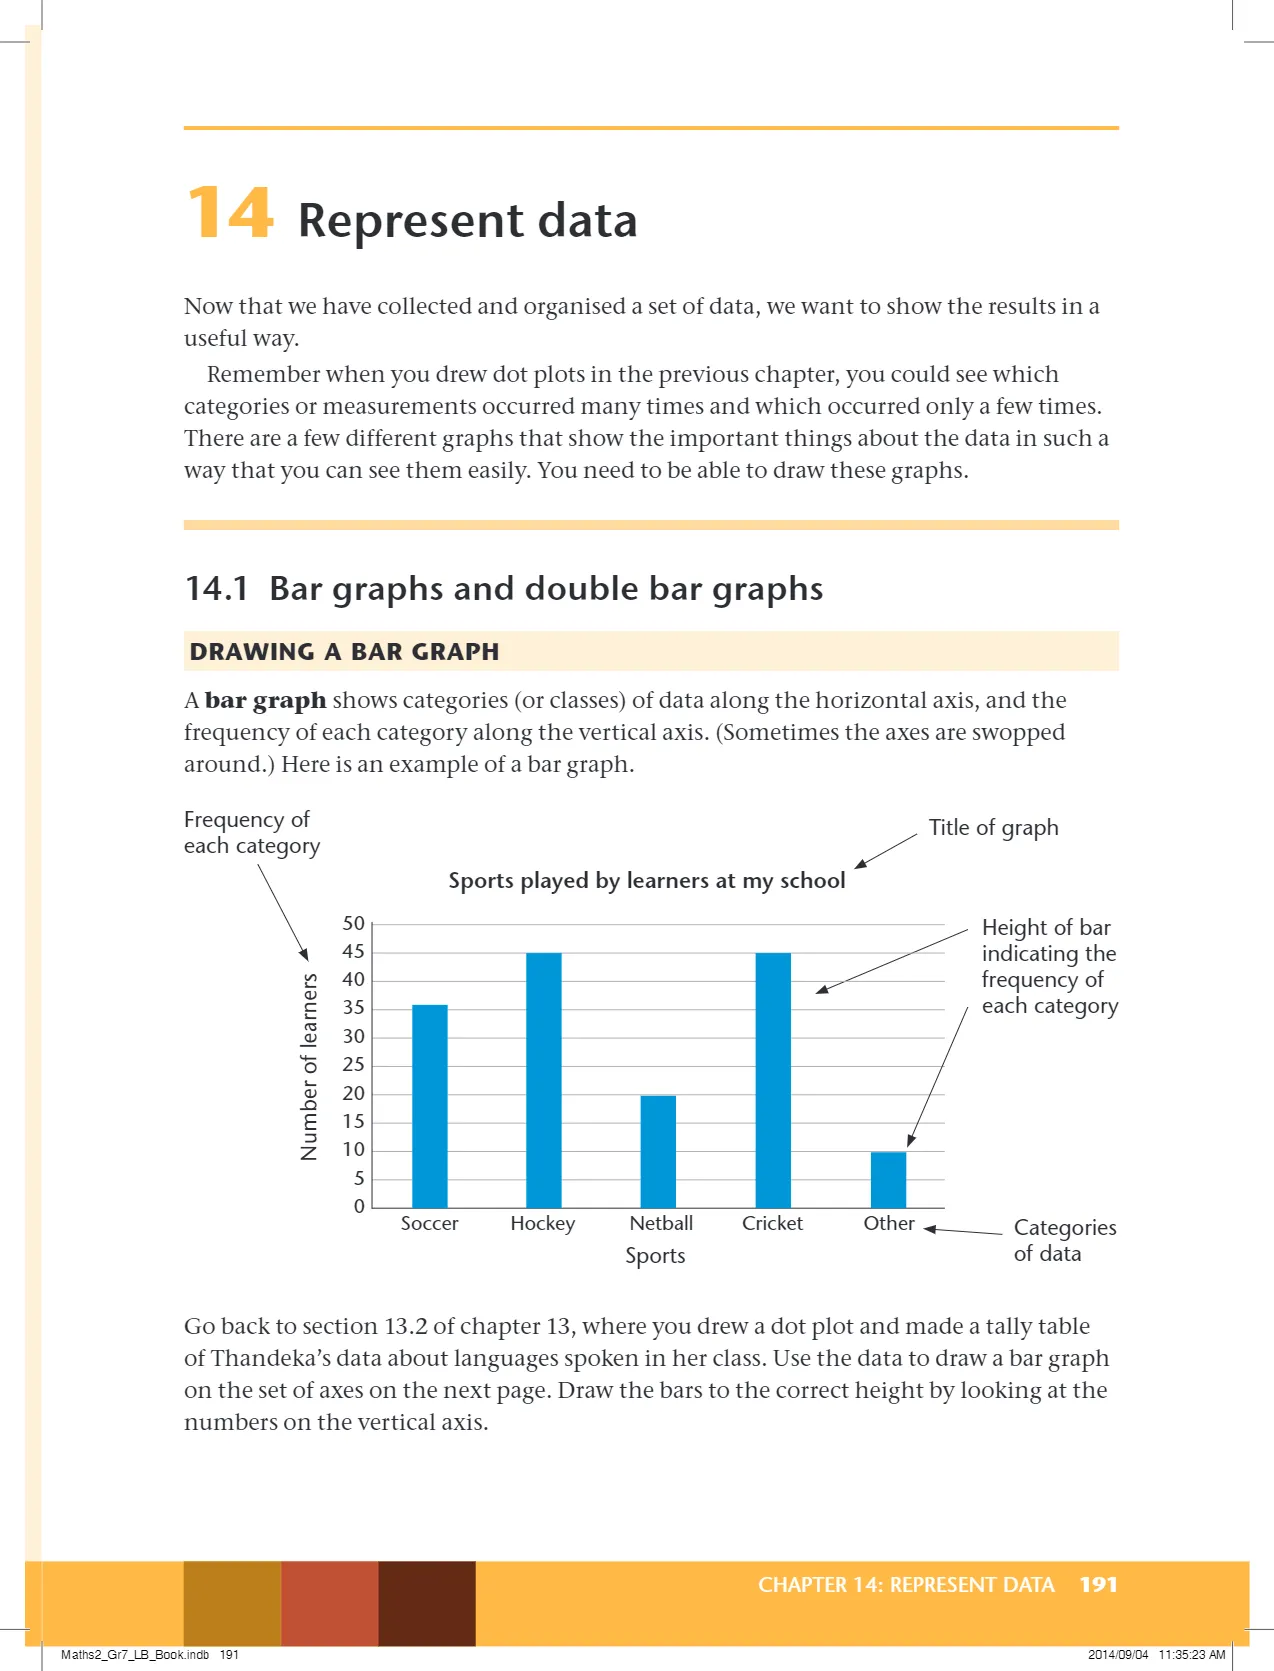 14 Represent data
Now that we have collected and organised a set of data, we want to show the results in a
useful way.
Remember when you drew dot plots in the previous chapter, you could see which
categories or measurements occurred many times and which occurred only a few times.
There are a few different graphs that show the important things about the data in such a
way that you can see them easily. You need to be able to draw these graphs.
14.1 Bar graphs and double bar graphs
DRAWING A BAR GRAPH
A bar graph shows categories (or classes) of data along the horizontal axis, and the
frequency of each category along the vertical axis. (Sometimes the axes are swopped
around.) Here is an example of a bar graph.
Frequency of
each category
Title of graph
Sports played by learners at my school
Height of bar
indicating the
frequency of
each category
Number of learners
50
45
40
35
30
25
20
15
10
5
0
Soccer Hockey Netball Cricket Other
Sports
Categories
of data
Go back to section 13.2 of chapter 13, where you drew a dot plot and made a tally table
of Thandeka’s data about languages spoken in her class. Use the data to draw a bar graph
on the set of axes on the next page. Draw the bars to the correct height by looking at the
numbers on the vertical axis.
CHAPTER 14: REPRESENT DATA 191
Maths2_Gr7_LB_Book.indb 191 2014/09/04 11:35:23 AM